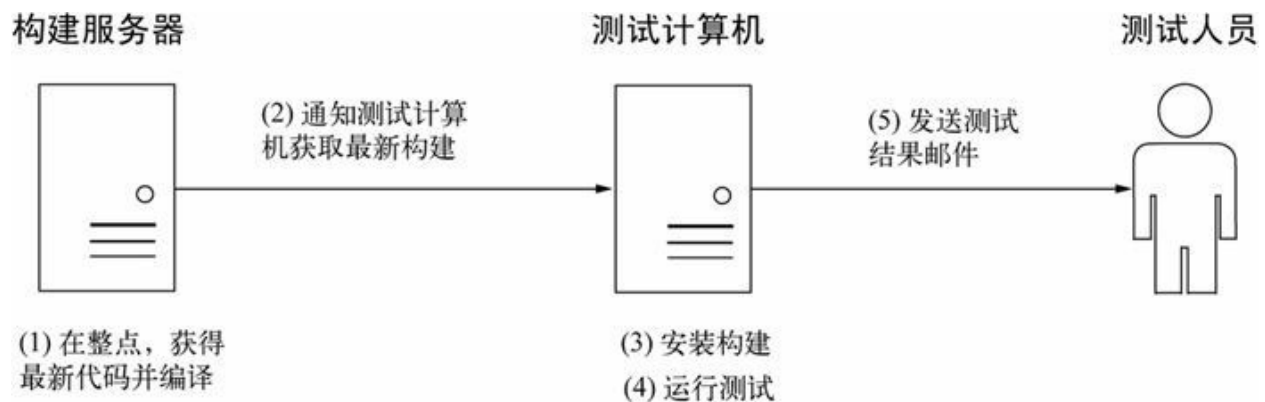 构建服务器
测试计算机
测试人员
(2) 通知测试计算
机获取最新构建
(5) 发送测试
结果邮件
(1) 在整点，获得
最新代码并编译
(3) 安装构建
(4) 运行测试